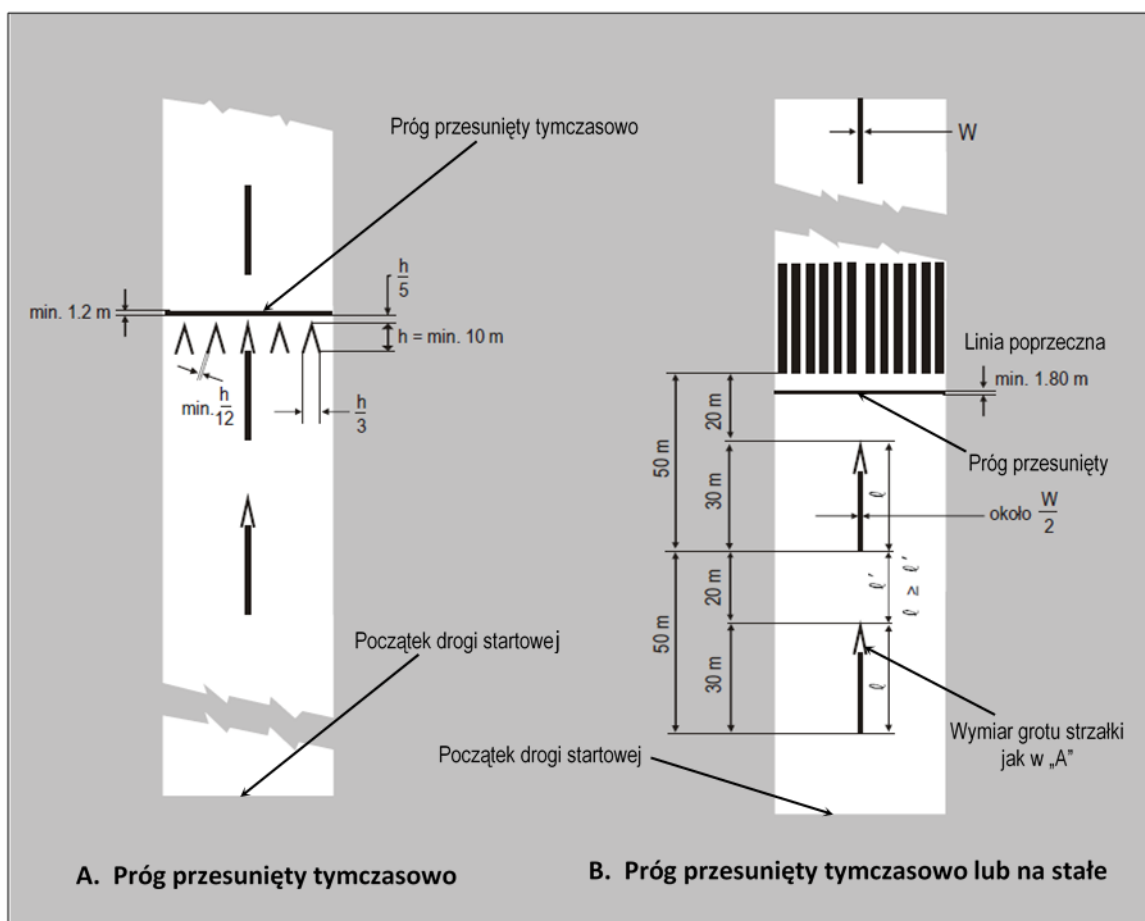 Próg przesunięty tymczasowo
h
5
min. 1.2 m
h = min. 10 m
min. h
12
h
3
Początek drogi startowej
A. Próg przesunięty tymczasowo
W
Linia poprzeczna
min. 1.80 m
20 m
50 m
30 m
ℓ
Próg przesunięty
około W
2
20 m
ℓ′
ℓ ≥ ℓ′
50 m
30 m
ℓ
Wymiar grotu strzałki
jak w „A”
Początek drogi startowej
B. Próg przesunięty tymczasowo lub na stałe